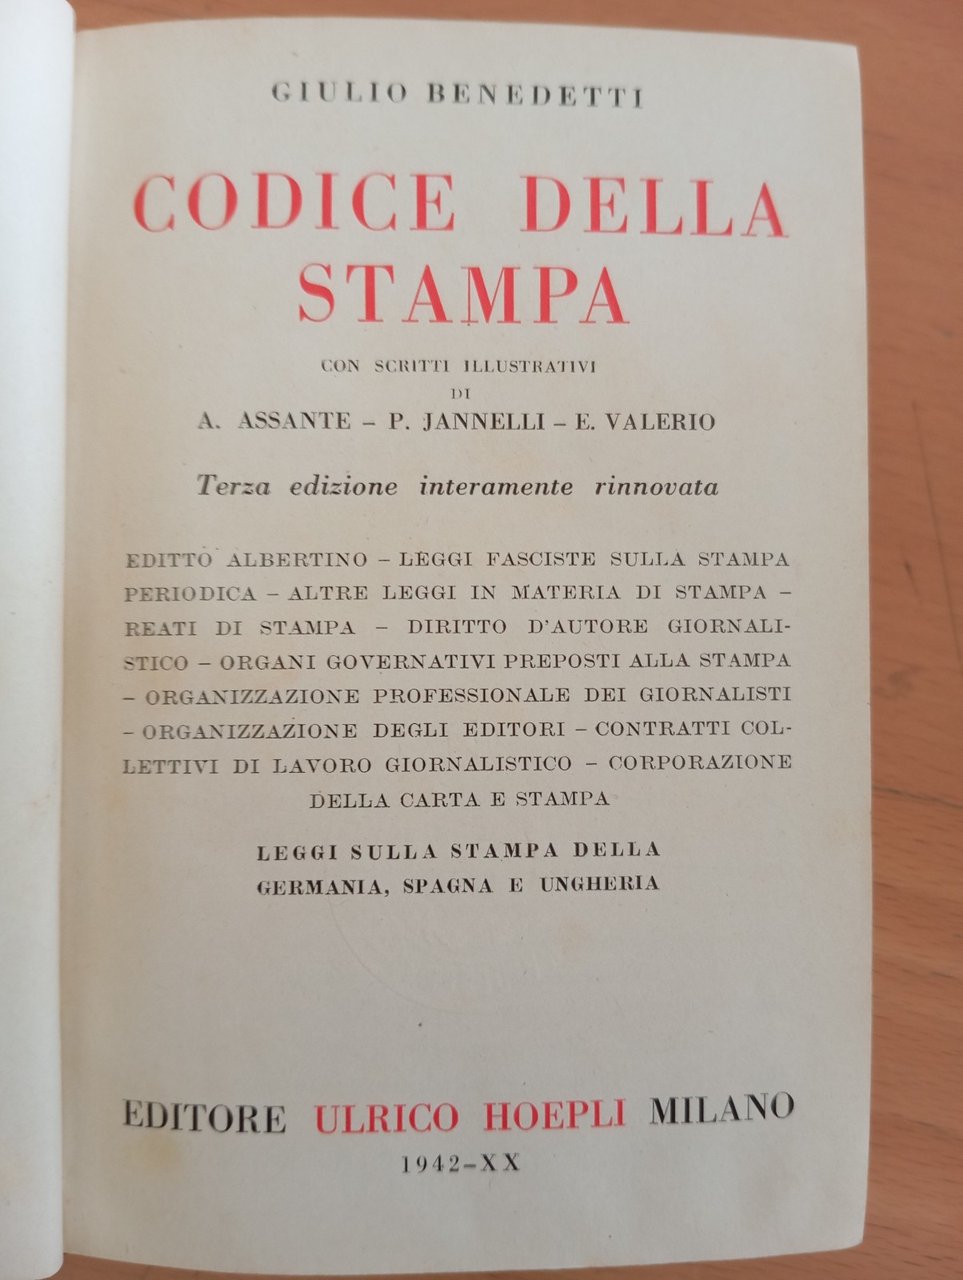 GIULIO BENEDETTI
CODICE DELLA
STAMPA
CON SCRITTI ILLUSTRATIVI
DI
A. ASSANTE – P. JANNELLI – E. VALERIO
Terza edizione interamente rinnovata
EDITTO ALBERTINO – LEGGI FASCISTE SULLA STAMPA
PERIODICA – ALTRE LEGGI IN MATERIA DI STAMPA –
REATI DI STAMPA – DIRITTO D'AUTORE GIORNALI-
STICO – ORGANI GOVERNATIVI PREPOSTI ALLA STAMPA
– ORGANIZZAZIONE PROFESSIONALE DEI GIORNALISTI
– ORGANIZZAZIONE DEGLI EDITORI – CONTRATTI COL-
LETTIVI DI LAVORO GIORNALISTICO – CORPORAZIONE
DELLA CARTA E STAMPA
LEGGI SULLA STAMPA DELLA
GERMANIA, SPAGNA E UNGHERIA
EDITORE ULRICO HOEPLI MILANO
1942–XX